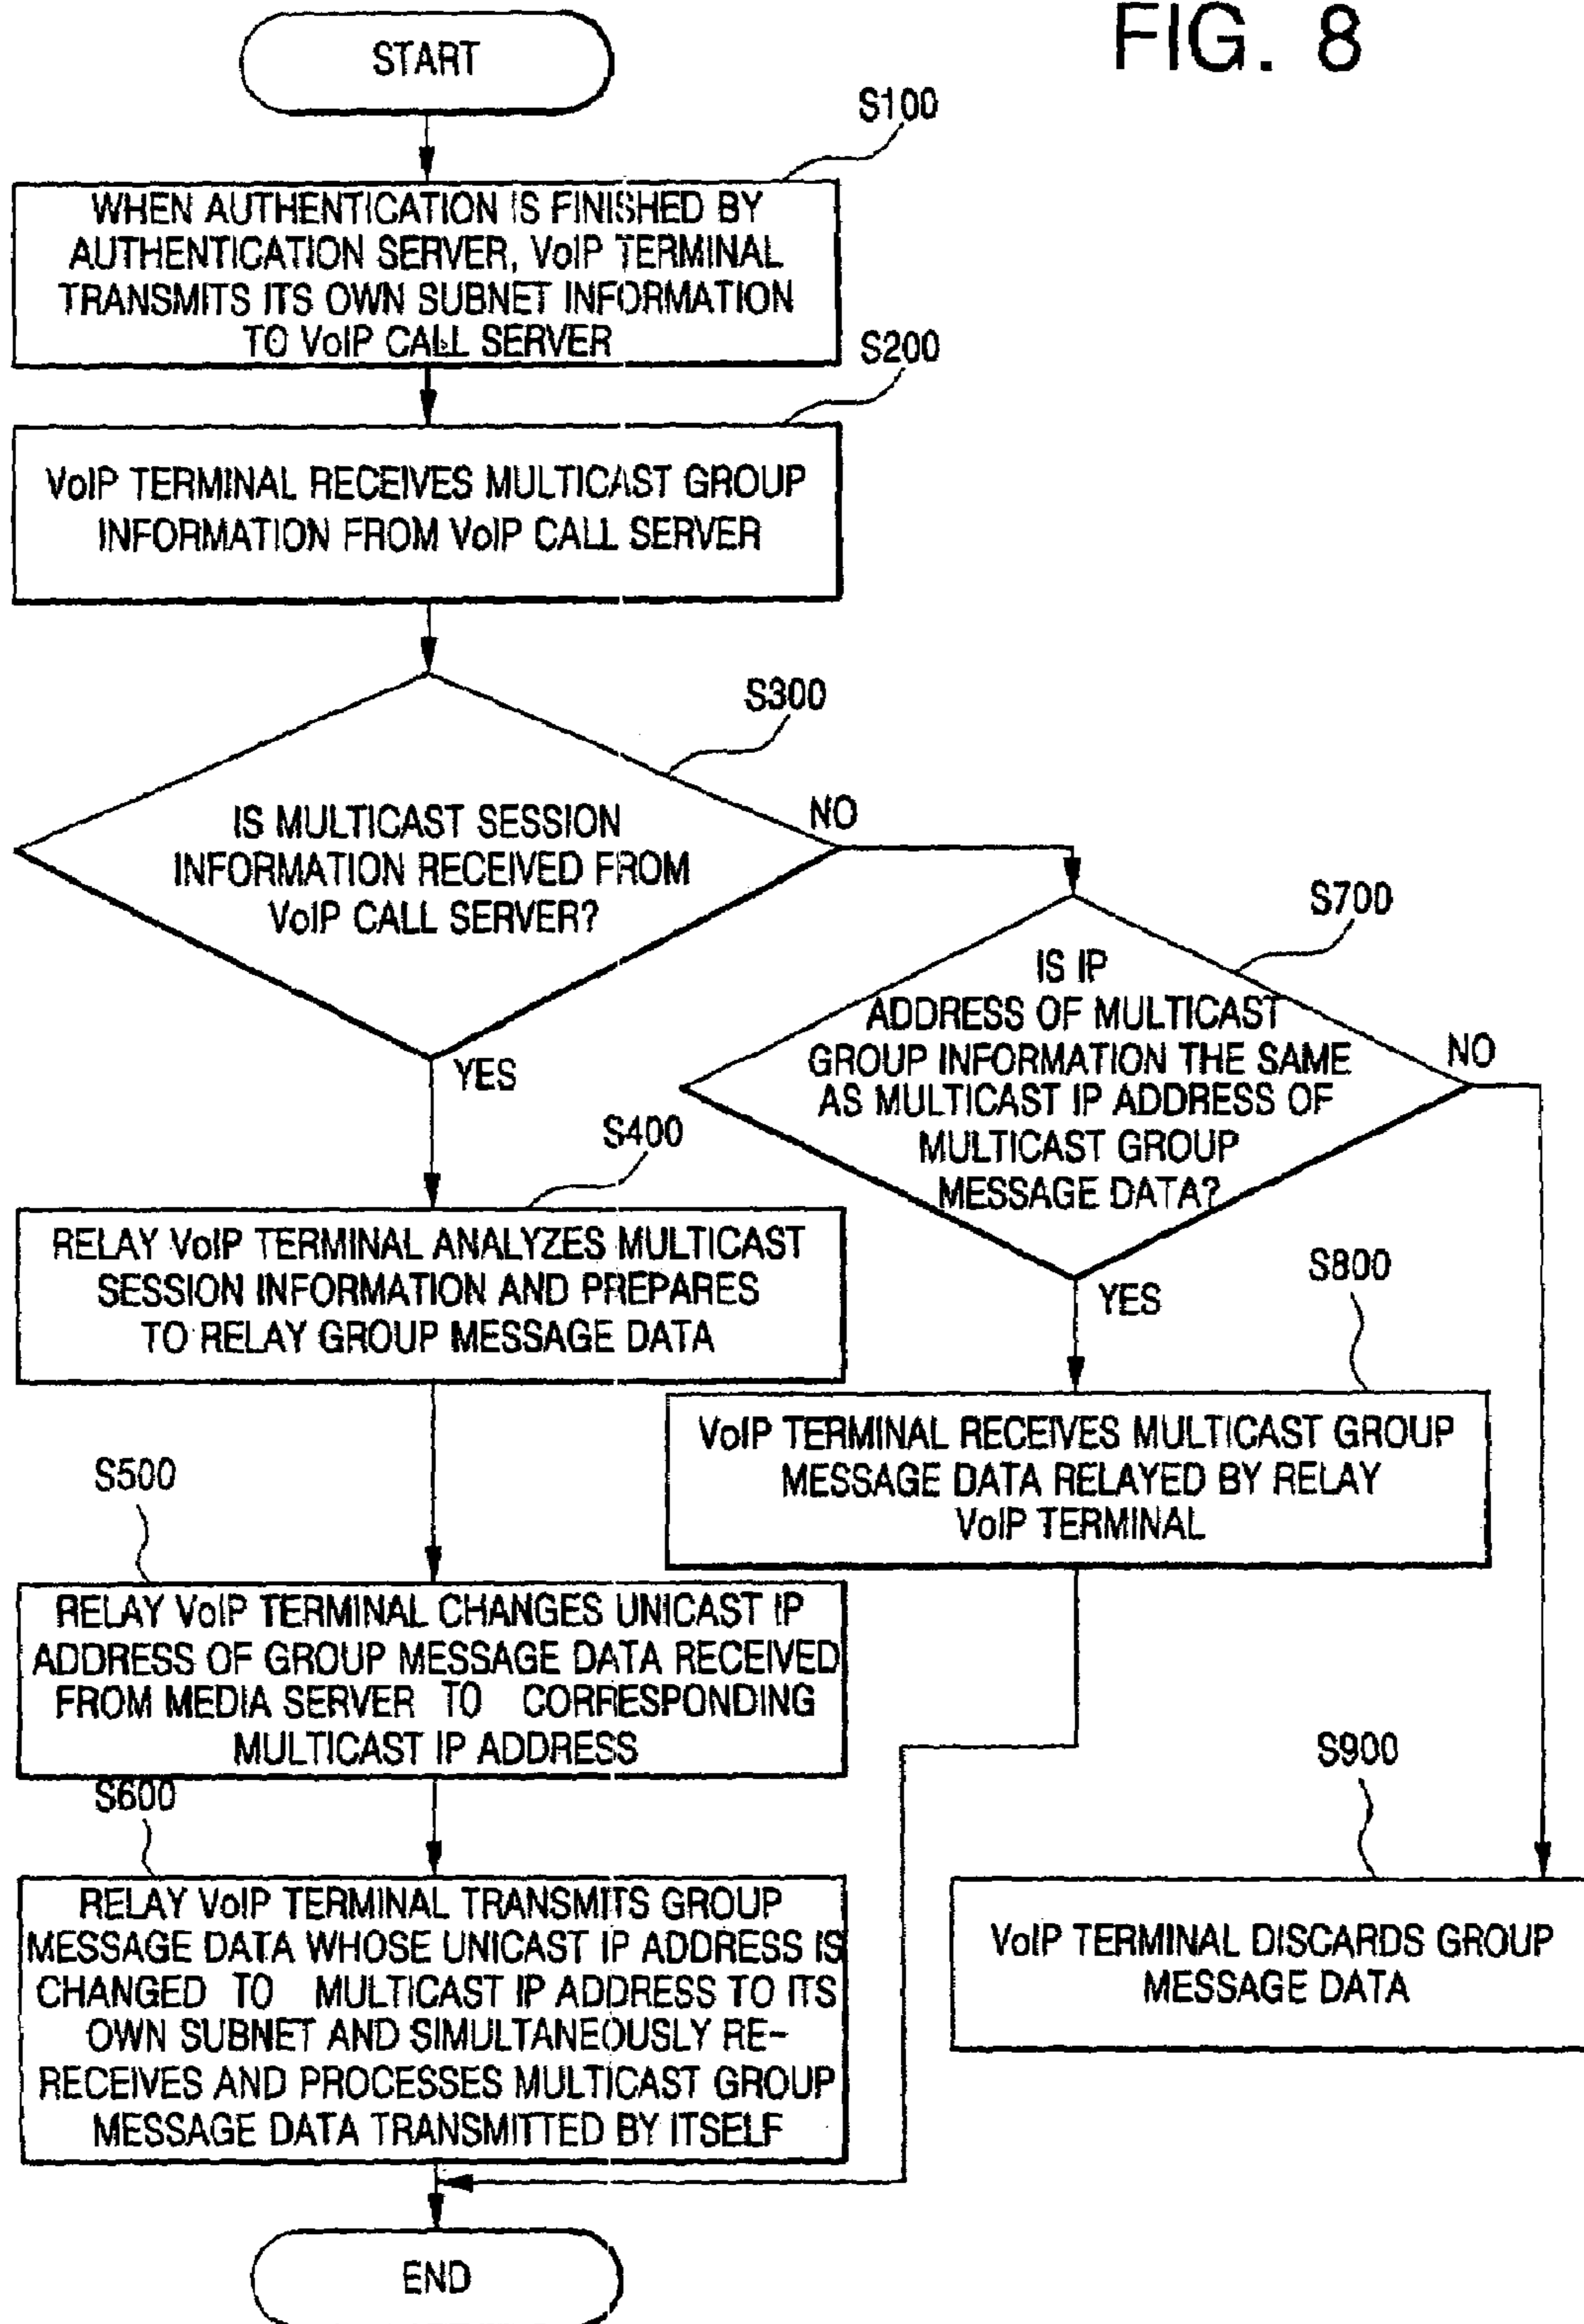 FIG. 8
START
S100
WHEN AUTHENTICATION IS FINISHED BY
AUTHENTICATION SERVER, VoIP TERMINAL
TRANSMITS ITS OWN SUBNET INFORMATION
TO VoIP CALL SERVER
S200
VoIP TERMINAL RECEIVES MULTICAST GROUP
INFORMATION FROM VoIP CALL SERVER
S300
IS MULTICAST SESSION
INFORMATION RECEIVED FROM
VoIP CALL SERVER?
NO
YES
S700
IS IP
ADDRESS OF MULTICAST
GROUP INFORMATION THE SAME
AS MULTICAST IP ADDRESS OF
MULTICAST GROUP
MESSAGE DATA?
NO
YES
S400
RELAY VoIP TERMINAL ANALYZES MULTICAST
SESSION INFORMATION AND PREPARES
TO RELAY GROUP MESSAGE DATA
S800
VoIP TERMINAL RECEIVES MULTICAST GROUP
MESSAGE DATA RELAYED BY RELAY
VoIP TERMINAL
S500
RELAY VoIP TERMINAL CHANGES UNICAST IP
ADDRESS OF GROUP MESSAGE DATA RECEIVED
FROM MEDIA SERVER TO CORRESPONDING
MULTICAST IP ADDRESS
S600
RELAY VoIP TERMINAL TRANSMITS GROUP
MESSAGE DATA WHOSE UNICAST IP ADDRESS IS
CHANGED TO MULTICAST IP ADDRESS TO ITS
OWN SUBNET AND SIMULTANEOUSLY RE-
RECEIVES AND PROCESSES MULTICAST GROUP
MESSAGE DATA TRANSMITTED BY ITSELF
S900
VoIP TERMINAL DISCARDS GROUP
MESSAGE DATA
END